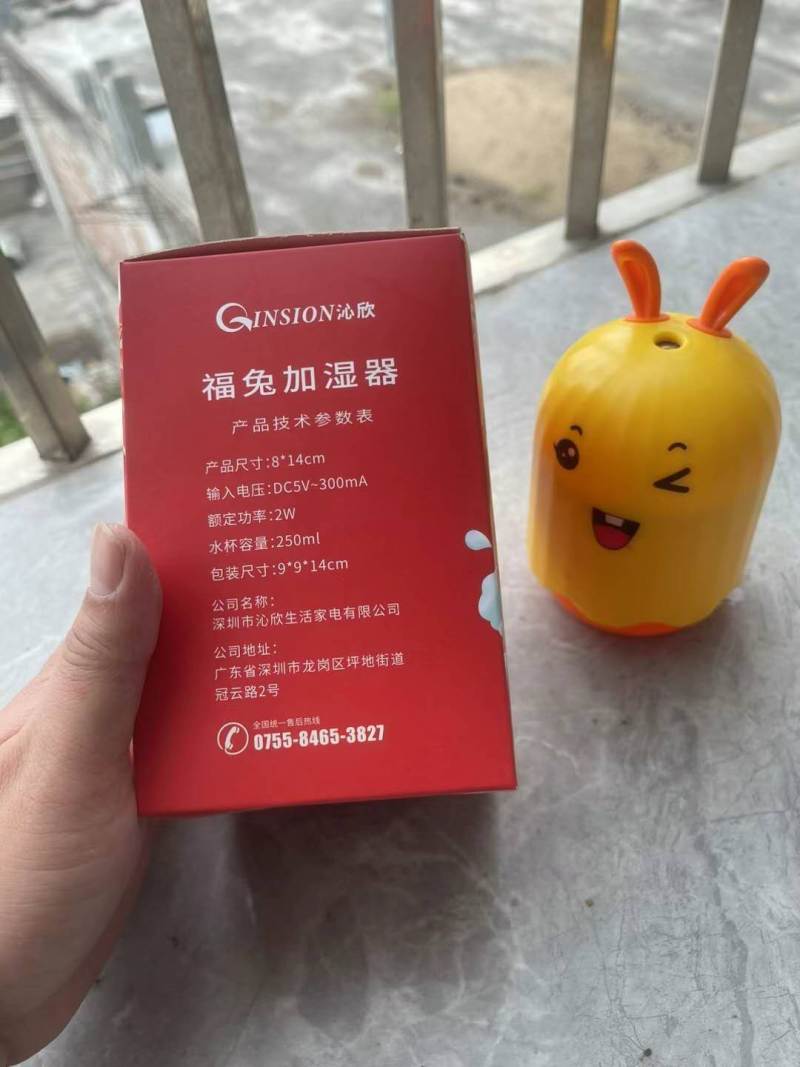 QINSION沁欣
福兔加湿器
产品技术参数表
产品尺寸:8*14cm
输入电压:DC5V~300mA
额定功率:2W
水杯容量:250ml
包装尺寸:9*9*14cm
公司名称:
深圳市沁欣生活家电有限公司
公司地址:
广东省深圳市龙岗区坪地街道
冠云路2号
全国统一售后热线
0755-8465-3827